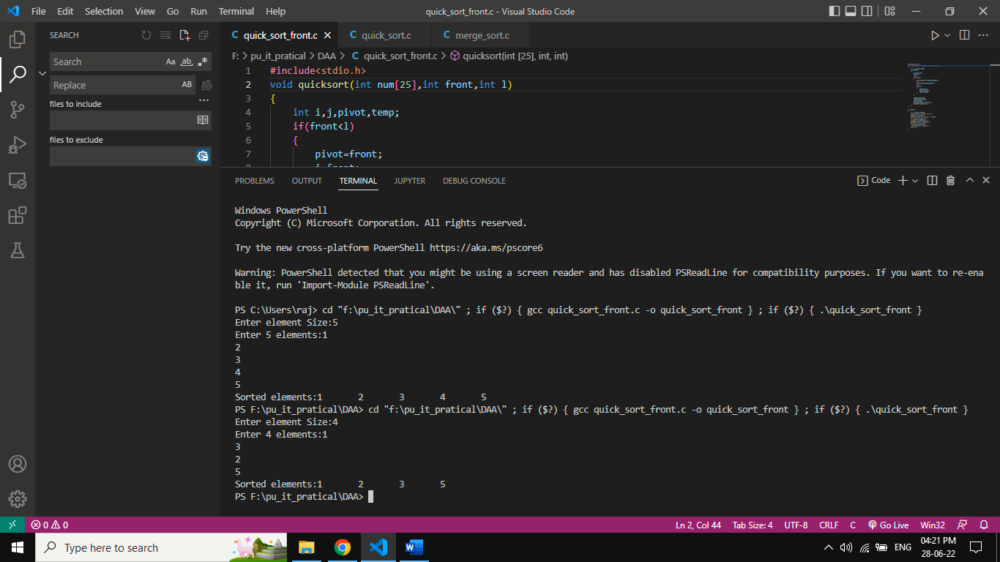 File Edit Selection View Go Run Terminal Help
quick_sort_front.c - Visual Studio Code
SEARCH
Search
Aa ab
Replace
AB
files to include
files to exclude
C quick_sort_front.c
C quick_sort.c
C merge_sort.c
F: > pu_it_pratical > DAA > C quick_sort_front.c > quicksort(int [25], int, int)
1 #include<stdio.h>
2 void quicksort(int num[25],int front,int l)
3 {
4 int i,j,pivot,temp;
5 if(front<l)
6 {
7 pivot=front;
PROBLEMS OUTPUT TERMINAL JUPYTER DEBUG CONSOLE
Code
Windows PowerShell
Copyright (C) Microsoft Corporation. All rights reserved.
Try the new cross-platform PowerShell https://aka.ms/pscore6
Warning: PowerShell detected that you might be using a screen reader and has disabled PSReadLine for compatibility purposes. If you want to re-ena
ble it, run 'Import-Module PSReadLine'.
PS C:\Users\raj> cd "f:\pu_it_pratical\DAA\" ; if ($?) { gcc quick_sort_front.c -o quick_sort_front } ; if ($?) { .\quick_sort_front }
Enter element Size:5
Enter 5 elements:1
2
3
4
5
Sorted elements:1 2 3 4 5
PS F:\pu_it_pratical\DAA> cd "f:\pu_it_pratical\DAA\" ; if ($?) { gcc quick_sort_front.c -o quick_sort_front } ; if ($?) { .\quick_sort_front }
Enter element Size:4
Enter 4 elements:1
3
2
5
Sorted elements:1 2 3 5
PS F:\pu_it_pratical\DAA>
0 0
Ln 2, Col 44 Tab Size: 4 UTF-8 CRLF C Go Live Win32
Type here to search
ENG
04:21 PM
28-06-22